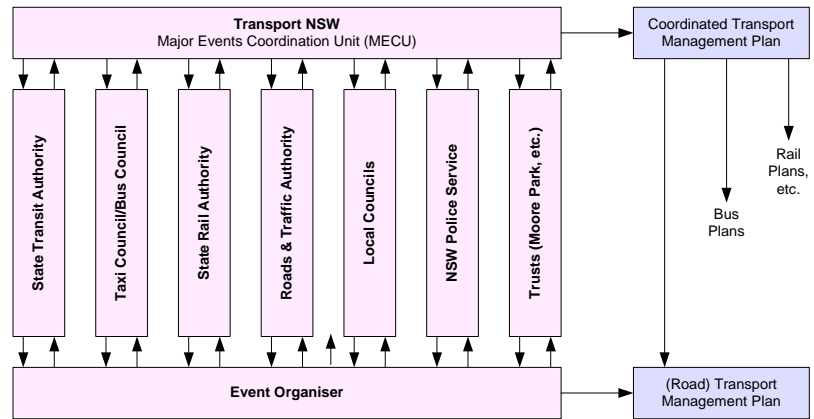 Transport NSW
Major Events Coordination Unit (MECU)
Coordinated Transport
Management Plan
State Transit Authority
Taxi Council/Bus Council
State Rail Authority
Roads & Traffic Authority
Local Councils
NSW Police Service
Trusts (Moore Park, etc.)
Rail
Plans,
etc.
Bus
Plans
Event Organiser
(Road) Transport
Management Plan